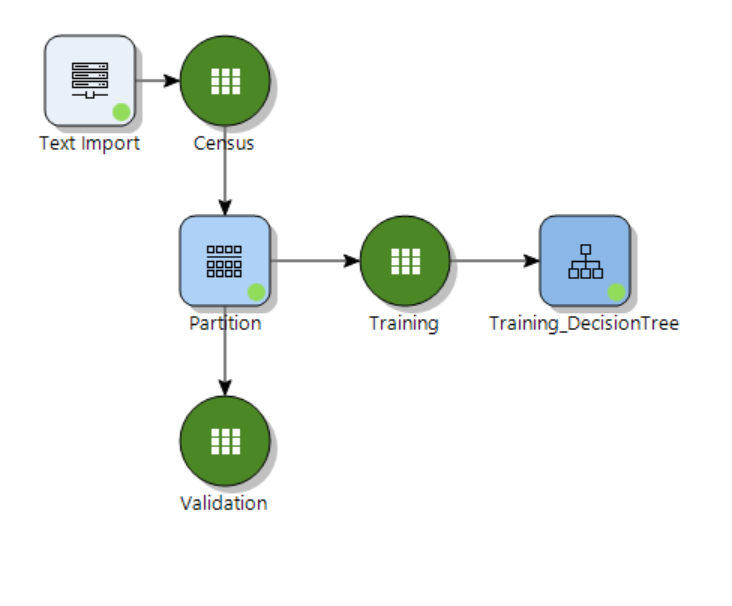 Text Import
Census
Partition
Training
Training_DecisionTree
Validation